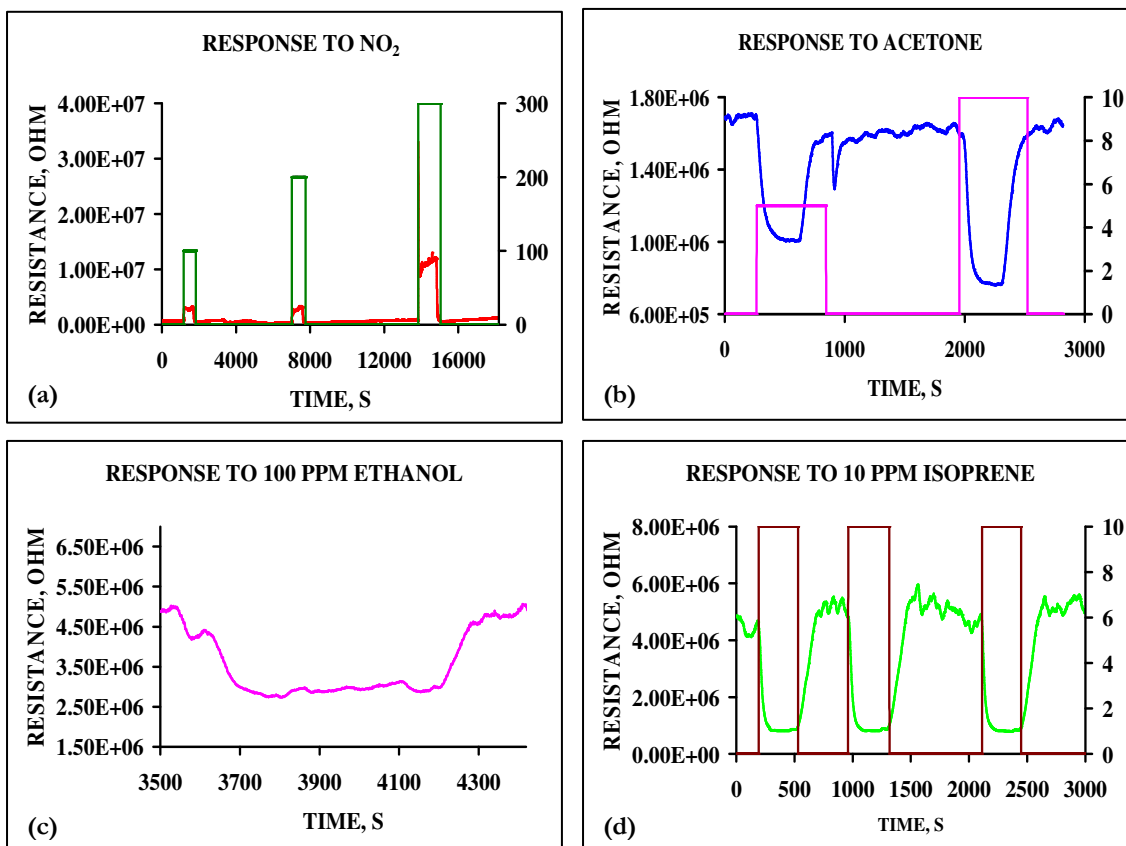 RESPONSE TO NO₂
RESISTANCE, OHM
4.00E+07
3.00E+07
2.00E+07
1.00E+07
0.00E+00
300
200
100
0
0 4000 8000 12000 16000
TIME, S
(a)
RESPONSE TO ACETONE
RESISTANCE, OHM
1.80E+06
1.40E+06
1.00E+06
6.00E+05
10
8
6
4
2
0
0 1000 2000 3000
TIME, S
(b)
RESPONSE TO 100 PPM ETHANOL
RESISTANCE, OHM
6.50E+06
5.50E+06
4.50E+06
3.50E+06
2.50E+06
1.50E+06
3500 3700 3900 4100 4300
TIME, S
(c)
RESPONSE TO 10 PPM ISOPRENE
RESISTANCE, OHM
8.00E+06
6.00E+06
4.00E+06
2.00E+06
0.00E+00
10
8
6
4
2
0
0 500 1000 1500 2000 2500 3000
TIME, S
(d)